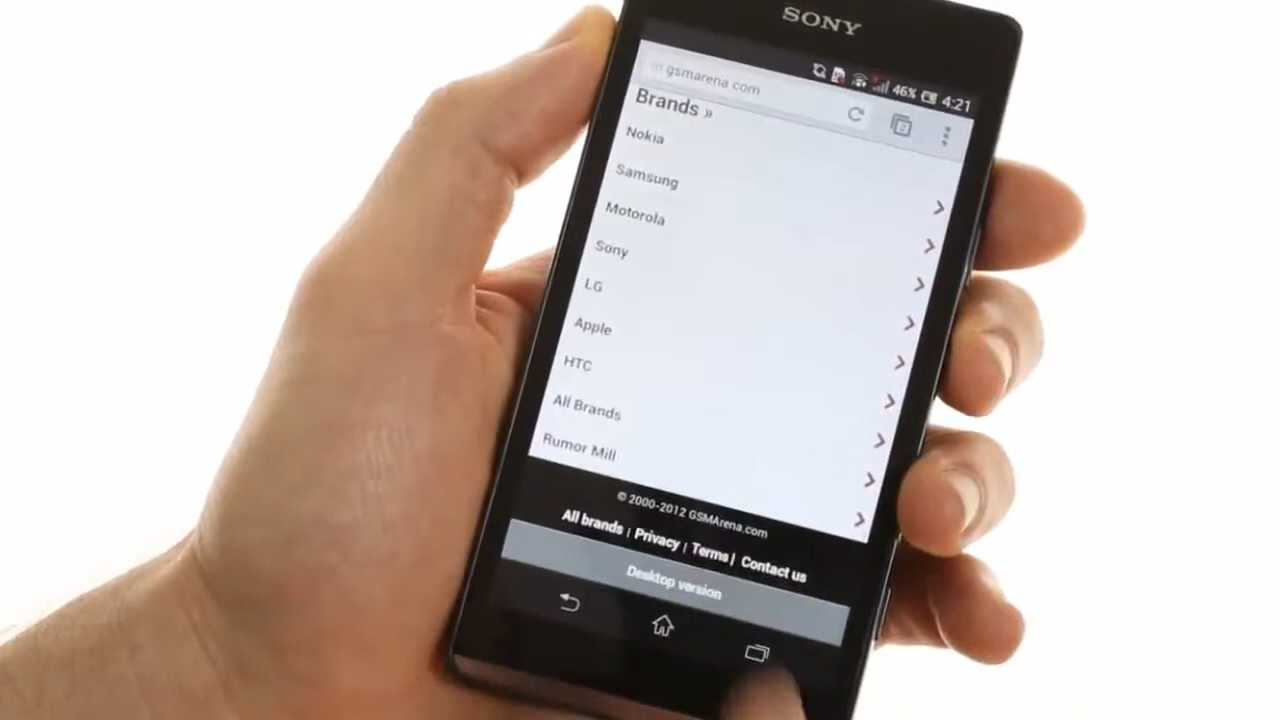 SONY
46% 4:21
gsmarena com
2
Brands »
Nokia
Samsung
Motorola
Sony
LG
Apple
HTC
All Brands
Rumor Mill
© 2000-2012 GSMArena.com
All brands | Privacy | Terms | Contact us
Desktop version